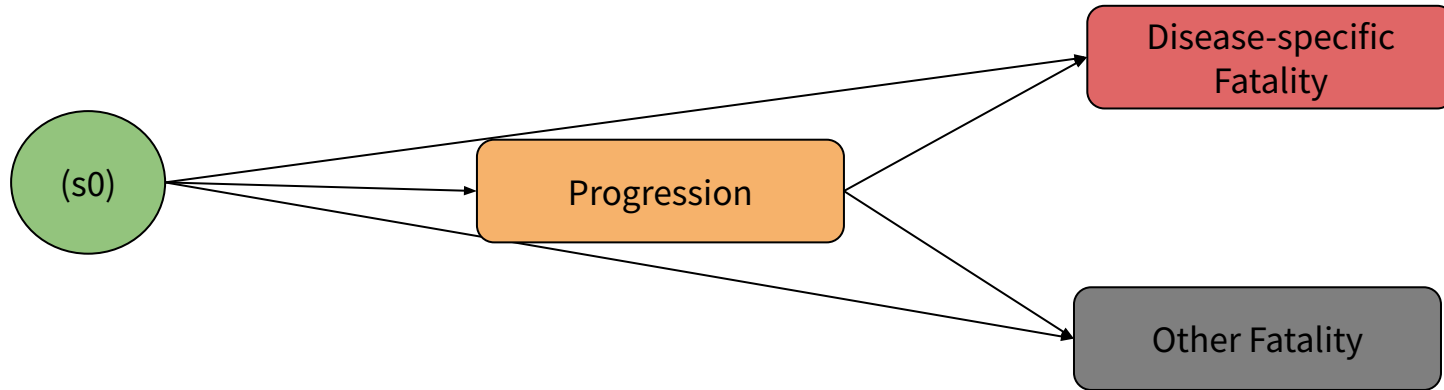 (s0)
Progression
Disease-specific
Fatality
Other Fatality